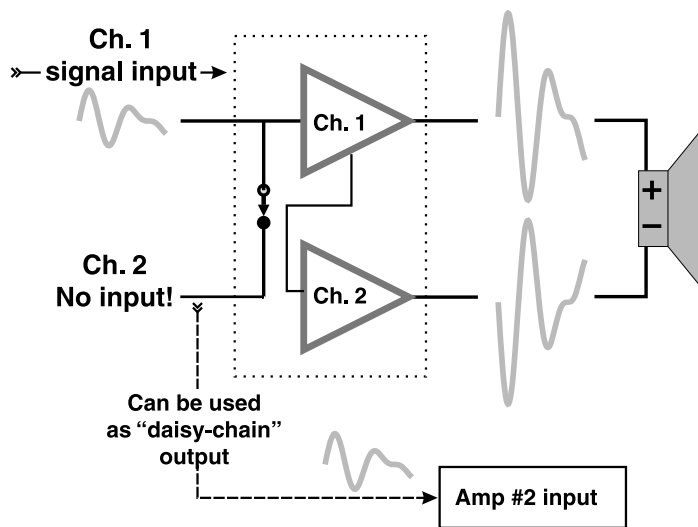 Ch. 1
signal input
Ch. 1
+
−
Ch. 2
No input!
Ch. 2
Can be used
as “daisy-chain”
output
Amp #2 input